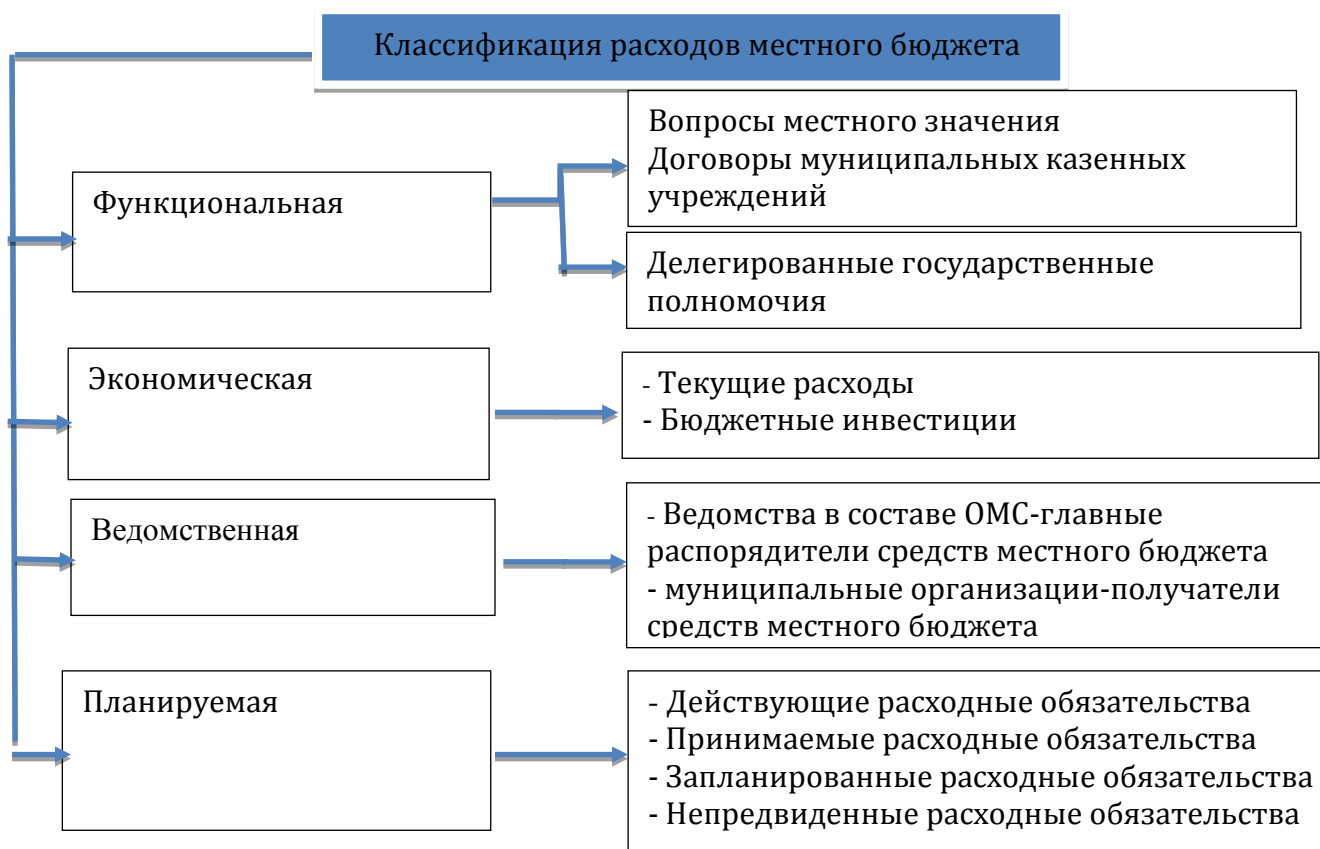 Классификация расходов местного бюджета
Функциональная
Вопросы местного значения
Договоры муниципальных казенных
учреждений
Делегированные государственные
полномочия
Экономическая
- Текущие расходы
- Бюджетные инвестиции
Ведомственная
- Ведомства в составе ОМС-главные
распорядители средств местного бюджета
- муниципальные организации-получатели
средств местного бюджета
Планируемая
- Действующие расходные обязательства
- Принимаемые расходные обязательства
- Запланированные расходные обязательства
- Непредвиденные расходные обязательства